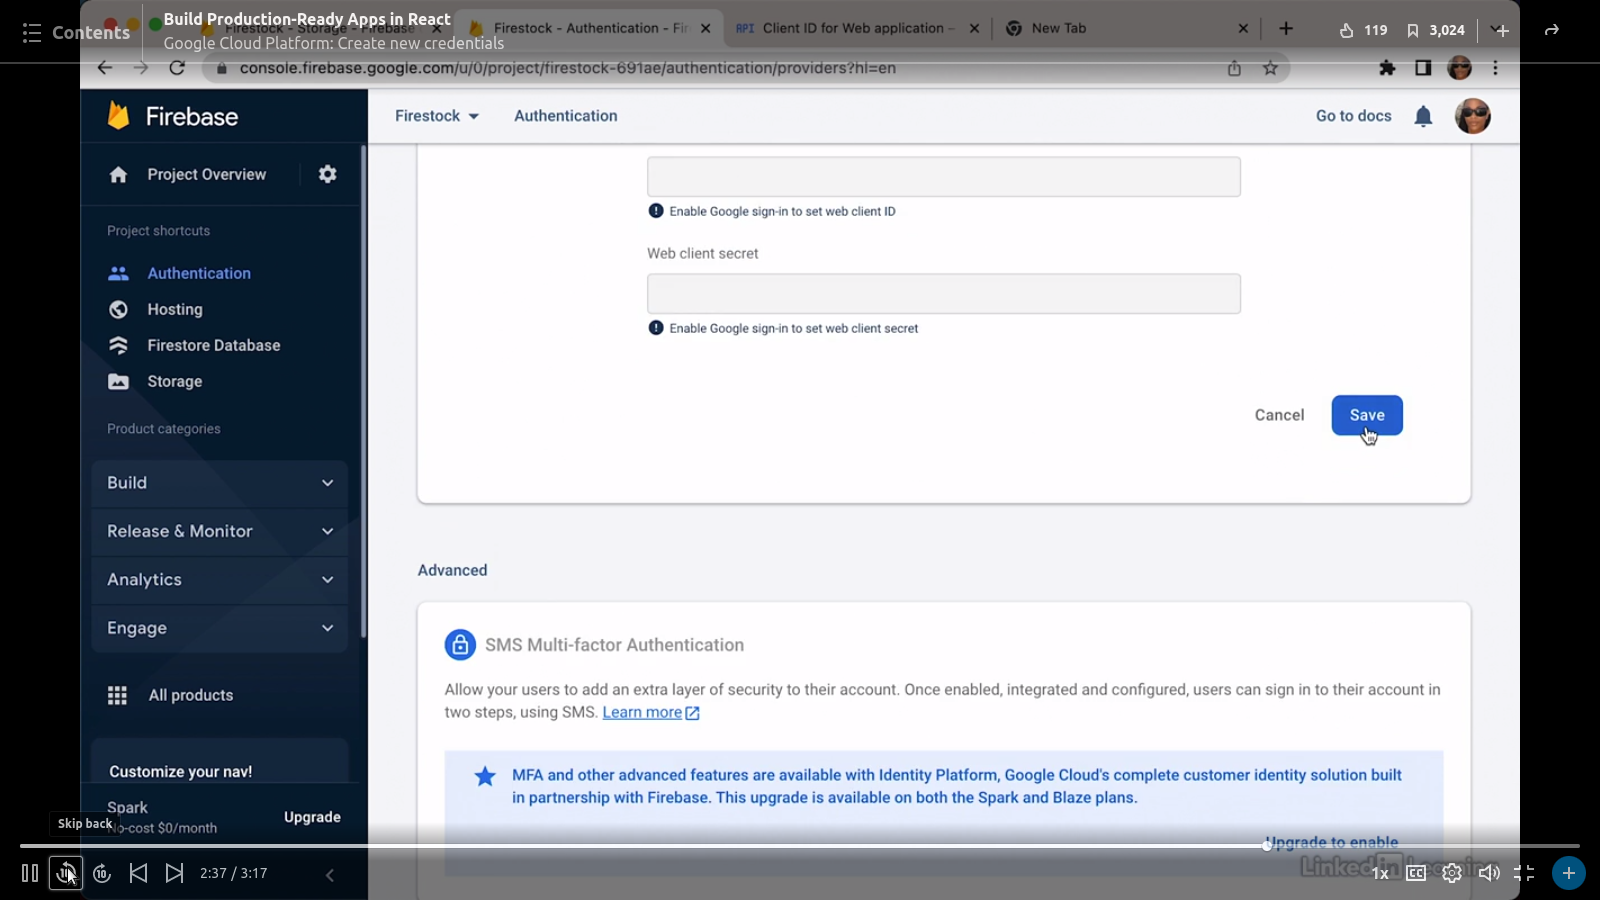 Contents
Build Production-Ready Apps in React
Google Cloud Platform: Create new credentials
119
3,024
Firestock - Storage - Firebase
Firestock - Authentication - Fir
API Client ID for Web application –
New Tab
console.firebase.google.com/u/0/project/firestock-691ae/authentication/providers?hl=en
Firebase
Firestock
Authentication
Go to docs
Project Overview
Project shortcuts
Authentication
Hosting
Firestore Database
Storage
Product categories
Build
Release & Monitor
Analytics
Engage
All products
Customize your nav!
Spark
No-cost $0/month
Upgrade
Enable Google sign-in to set web client ID
Web client secret
Enable Google sign-in to set web client secret
Cancel
Save
Advanced
SMS Multi-factor Authentication
Allow your users to add an extra layer of security to their account. Once enabled, integrated and configured, users can sign in to their account in
two steps, using SMS. Learn more
MFA and other advanced features are available with Identity Platform, Google Cloud's complete customer identity solution built
in partnership with Firebase. This upgrade is available on both the Spark and Blaze plans.
Upgrade to enable
Skip back
10
10
2:37 / 3:17
LinkedIn Learning
1x
CC